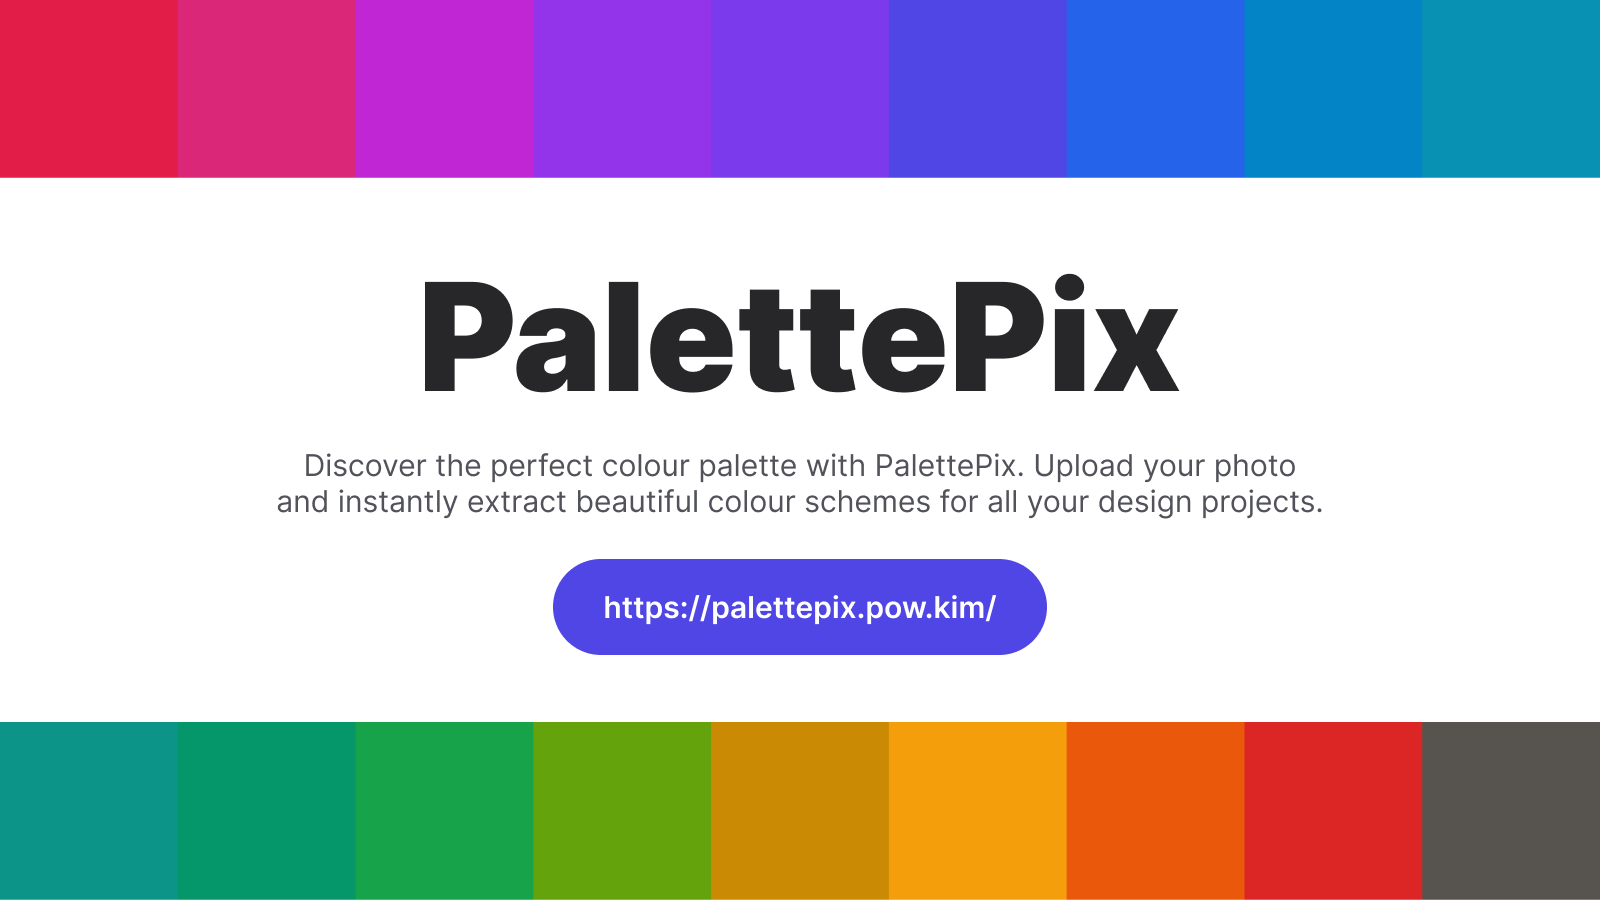 PalettePix
Discover the perfect colour palette with PalettePix. Upload your photo
and instantly extract beautiful colour schemes for all your design projects.
https://palettepix.pow.kim/